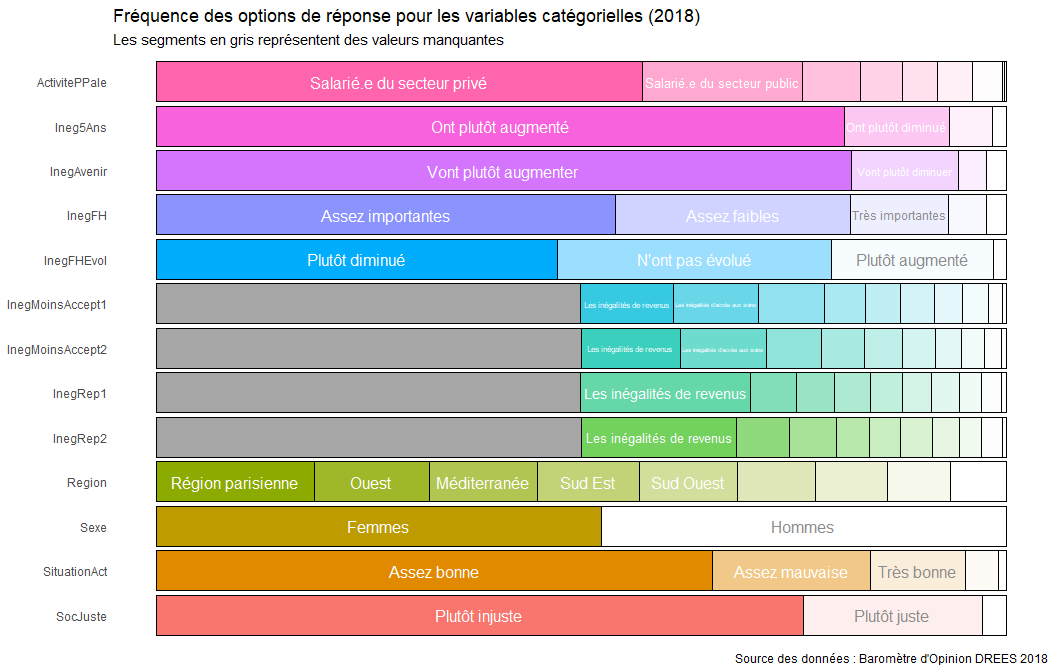 Fréquence des options de réponse pour les variables catégorielles (2018)
Les segments en gris représentent des valeurs manquantes
ActivitePPale
Salarié.e du secteur privé
Salarié.e du secteur public
Ineg5Ans
Ont plutôt augmenté
Ont plutôt diminué
InegAvenir
Vont plutôt augmenter
Vont plutôt diminuer
InegFH
Assez importantes
Assez faibles
Très importantes
InegFHEvol
Plutôt diminué
N'ont pas évolué
Plutôt augmenté
InegMoinsAccept1
Les inégalités de revenus
Les inégalités d'accès aux soins
InegMoinsAccept2
Les inégalités de revenus
Les inégalités d'accès aux soins
InegRep1
Les inégalités de revenus
InegRep2
Les inégalités de revenus
Region
Région parisienne
Ouest
Méditerranée
Sud Est
Sud Ouest
Sexe
Femmes
Hommes
SituationAct
Assez bonne
Assez mauvaise
Très bonne
SocJuste
Plutôt injuste
Plutôt juste
Source des données : Baromètre d'Opinion DREES 2018